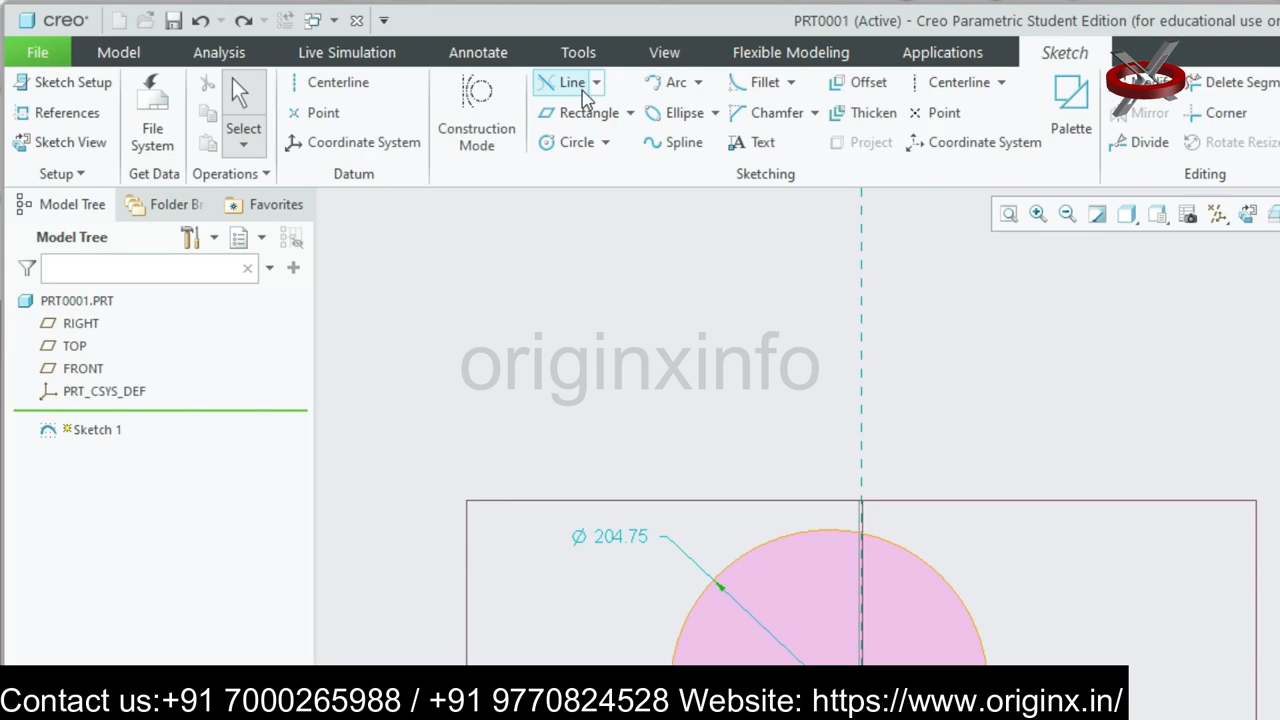 creo®
PRT0001 (Active) - Creo Parametric Student Edition (for educational use or
File Model Analysis Live Simulation Annotate Tools View Flexible Modeling Applications Sketch
Sketch Setup
References
Sketch View
Setup
File
System
Get Data
Select
Operations
Centerline
Point
Coordinate System
Datum
Construction
Mode
Line Arc Fillet Offset Centerline
Rectangle Ellipse Chamfer Thicken Point
Circle Spline Text Project Coordinate System
Palette
Sketching
Delete Segm
Mirror Corner
Divide Rotate Resize
Editing
Model Tree Folder Br Favorites
Model Tree
PRT0001.PRT
RIGHT
TOP
FRONT
PRT_CSYS_DEF
Sketch 1
originxinfo
Ø 204.75
Contact us:+91 7000265988 / +91 9770824528 Website: https://www.originx.in/